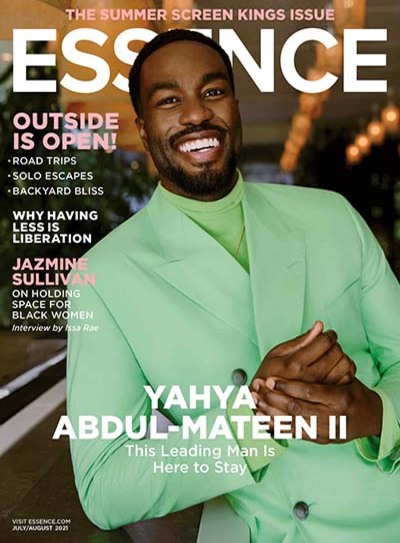 THE SUMMER SCREEN KINGS ISSUE
ESSENCE
OUTSIDE
IS OPEN!
• ROAD TRIPS
• SOLO ESCAPES
• BACKYARD BLISS
WHY HAVING
LESS IS
LIBERATION
JAZMINE
SULLIVAN
ON HOLDING
SPACE FOR
BLACK WOMEN
Interview by Issa Rae
YAHYA
ABDUL-MATEEN II
This Leading Man Is
Here to Stay
VISIT ESSENCE.COM
JULY/AUGUST 2021